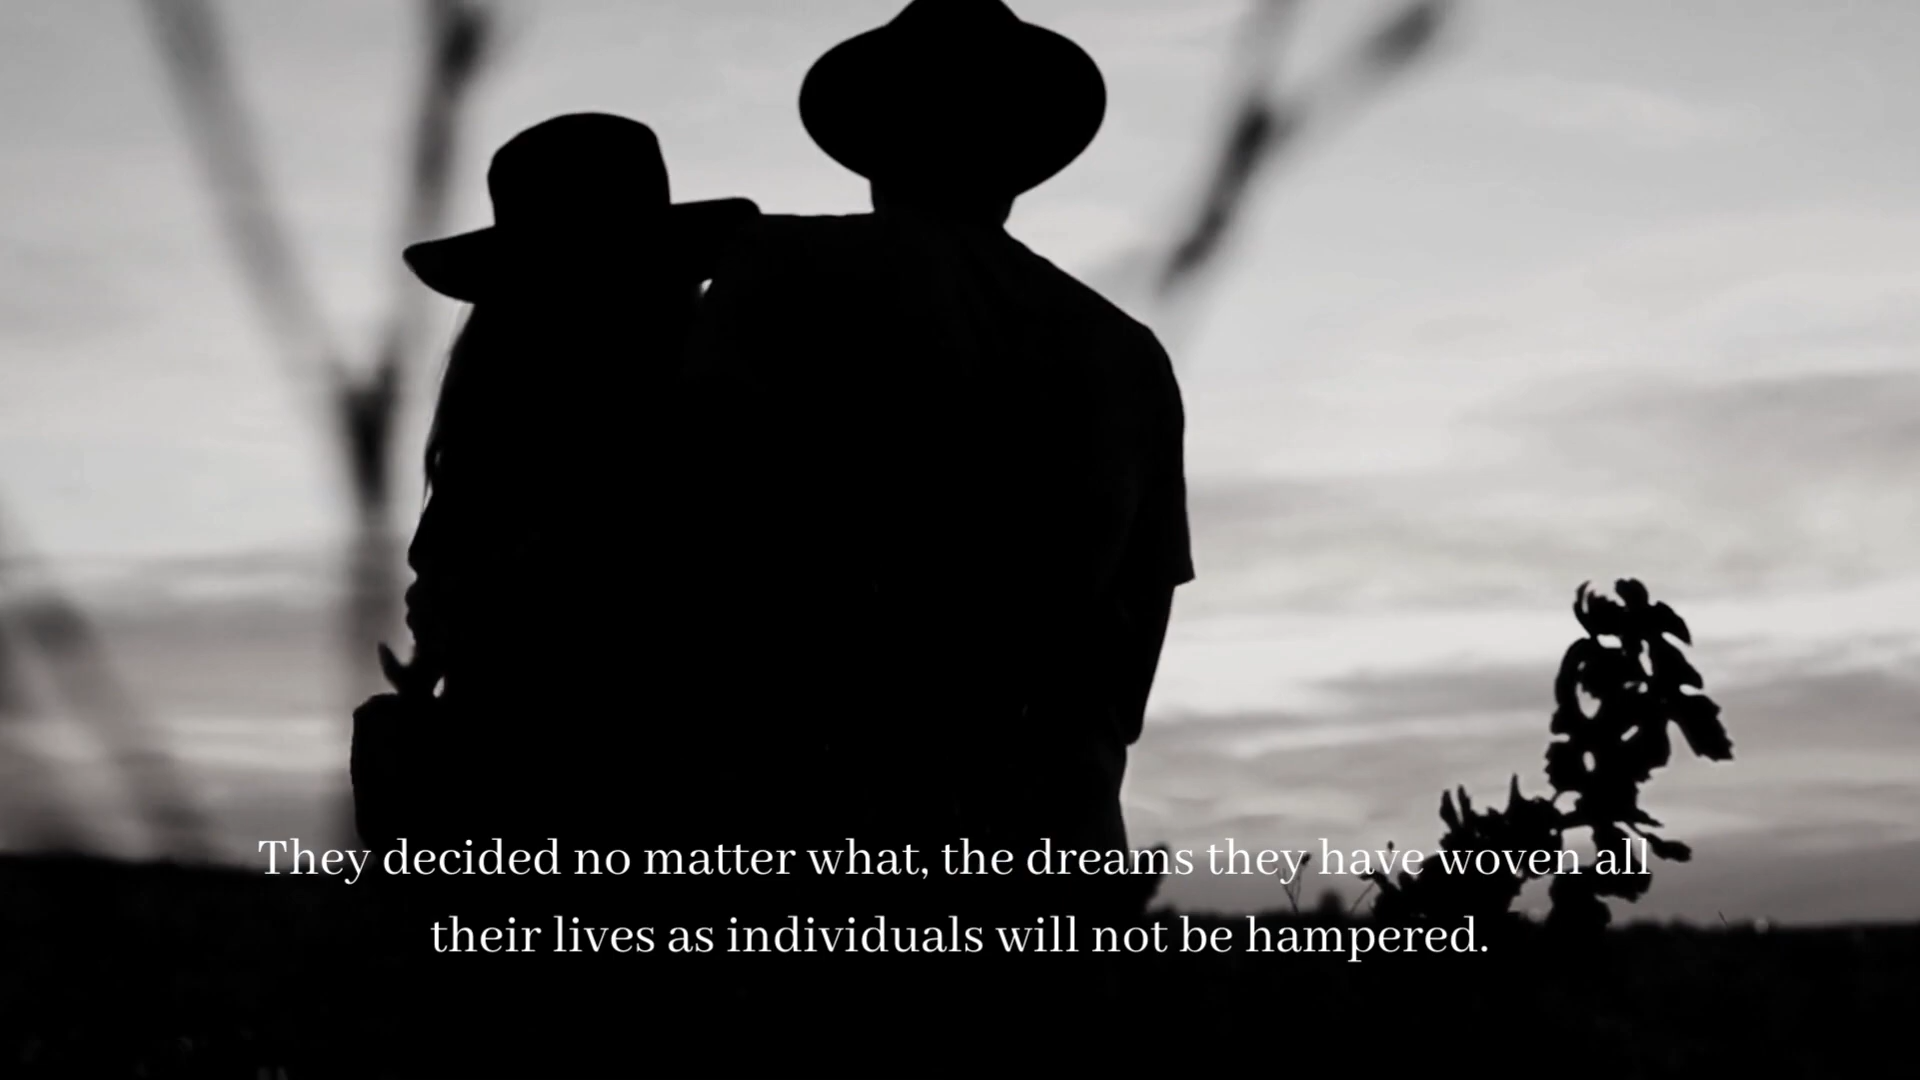 They decided no matter what, the dreams they have woven all
their lives as individuals will not be hampered.